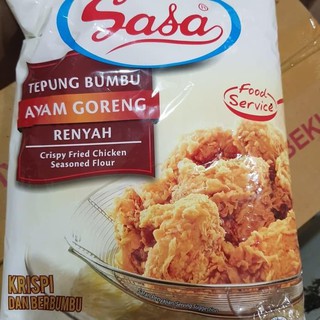 Sasa®
TEPUNG BUMBU
AYAM GORENG
RENYAH
Crispy Fried Chicken
Seasoned Flour
Food
Service
KRISPI
DAN BERBUMBU